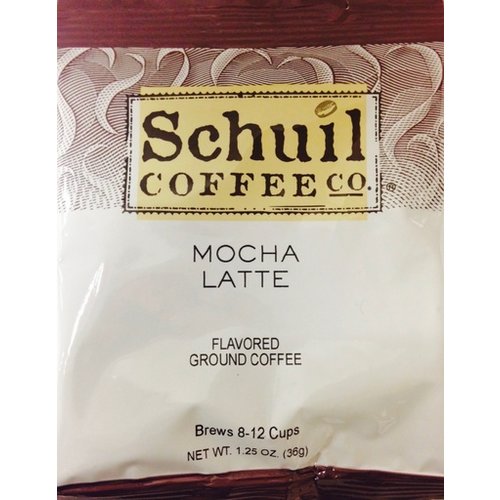 Schuil
COFFEE CO.®
MOCHA
LATTE
FLAVORED
GROUND COFFEE
Brews 8-12 Cups
NET WT. 1.25 OZ. (36g)